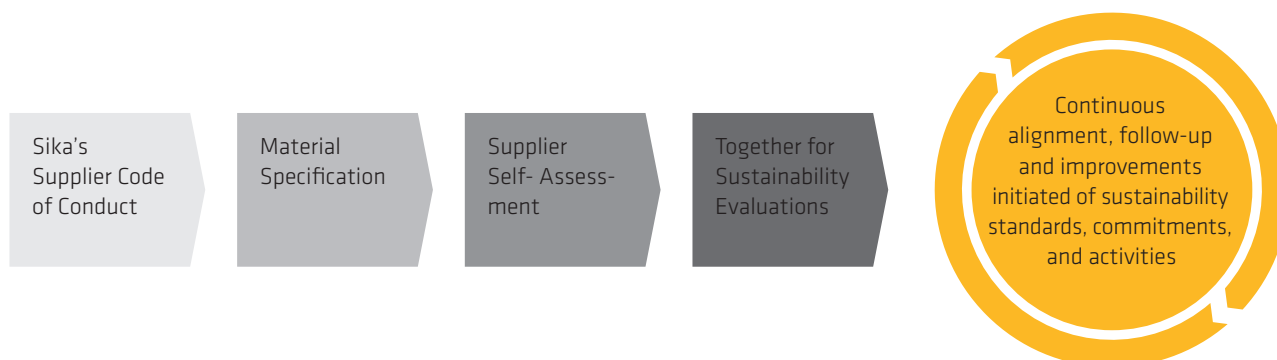 Sika's
Supplier Code
of Conduct
Material
Specification
Supplier
Self- Assess-
ment
Together for
Sustainability
Evaluations
Continuous
alignment, follow-up
and improvements
initiated of sustainability
standards, commitments,
and activities